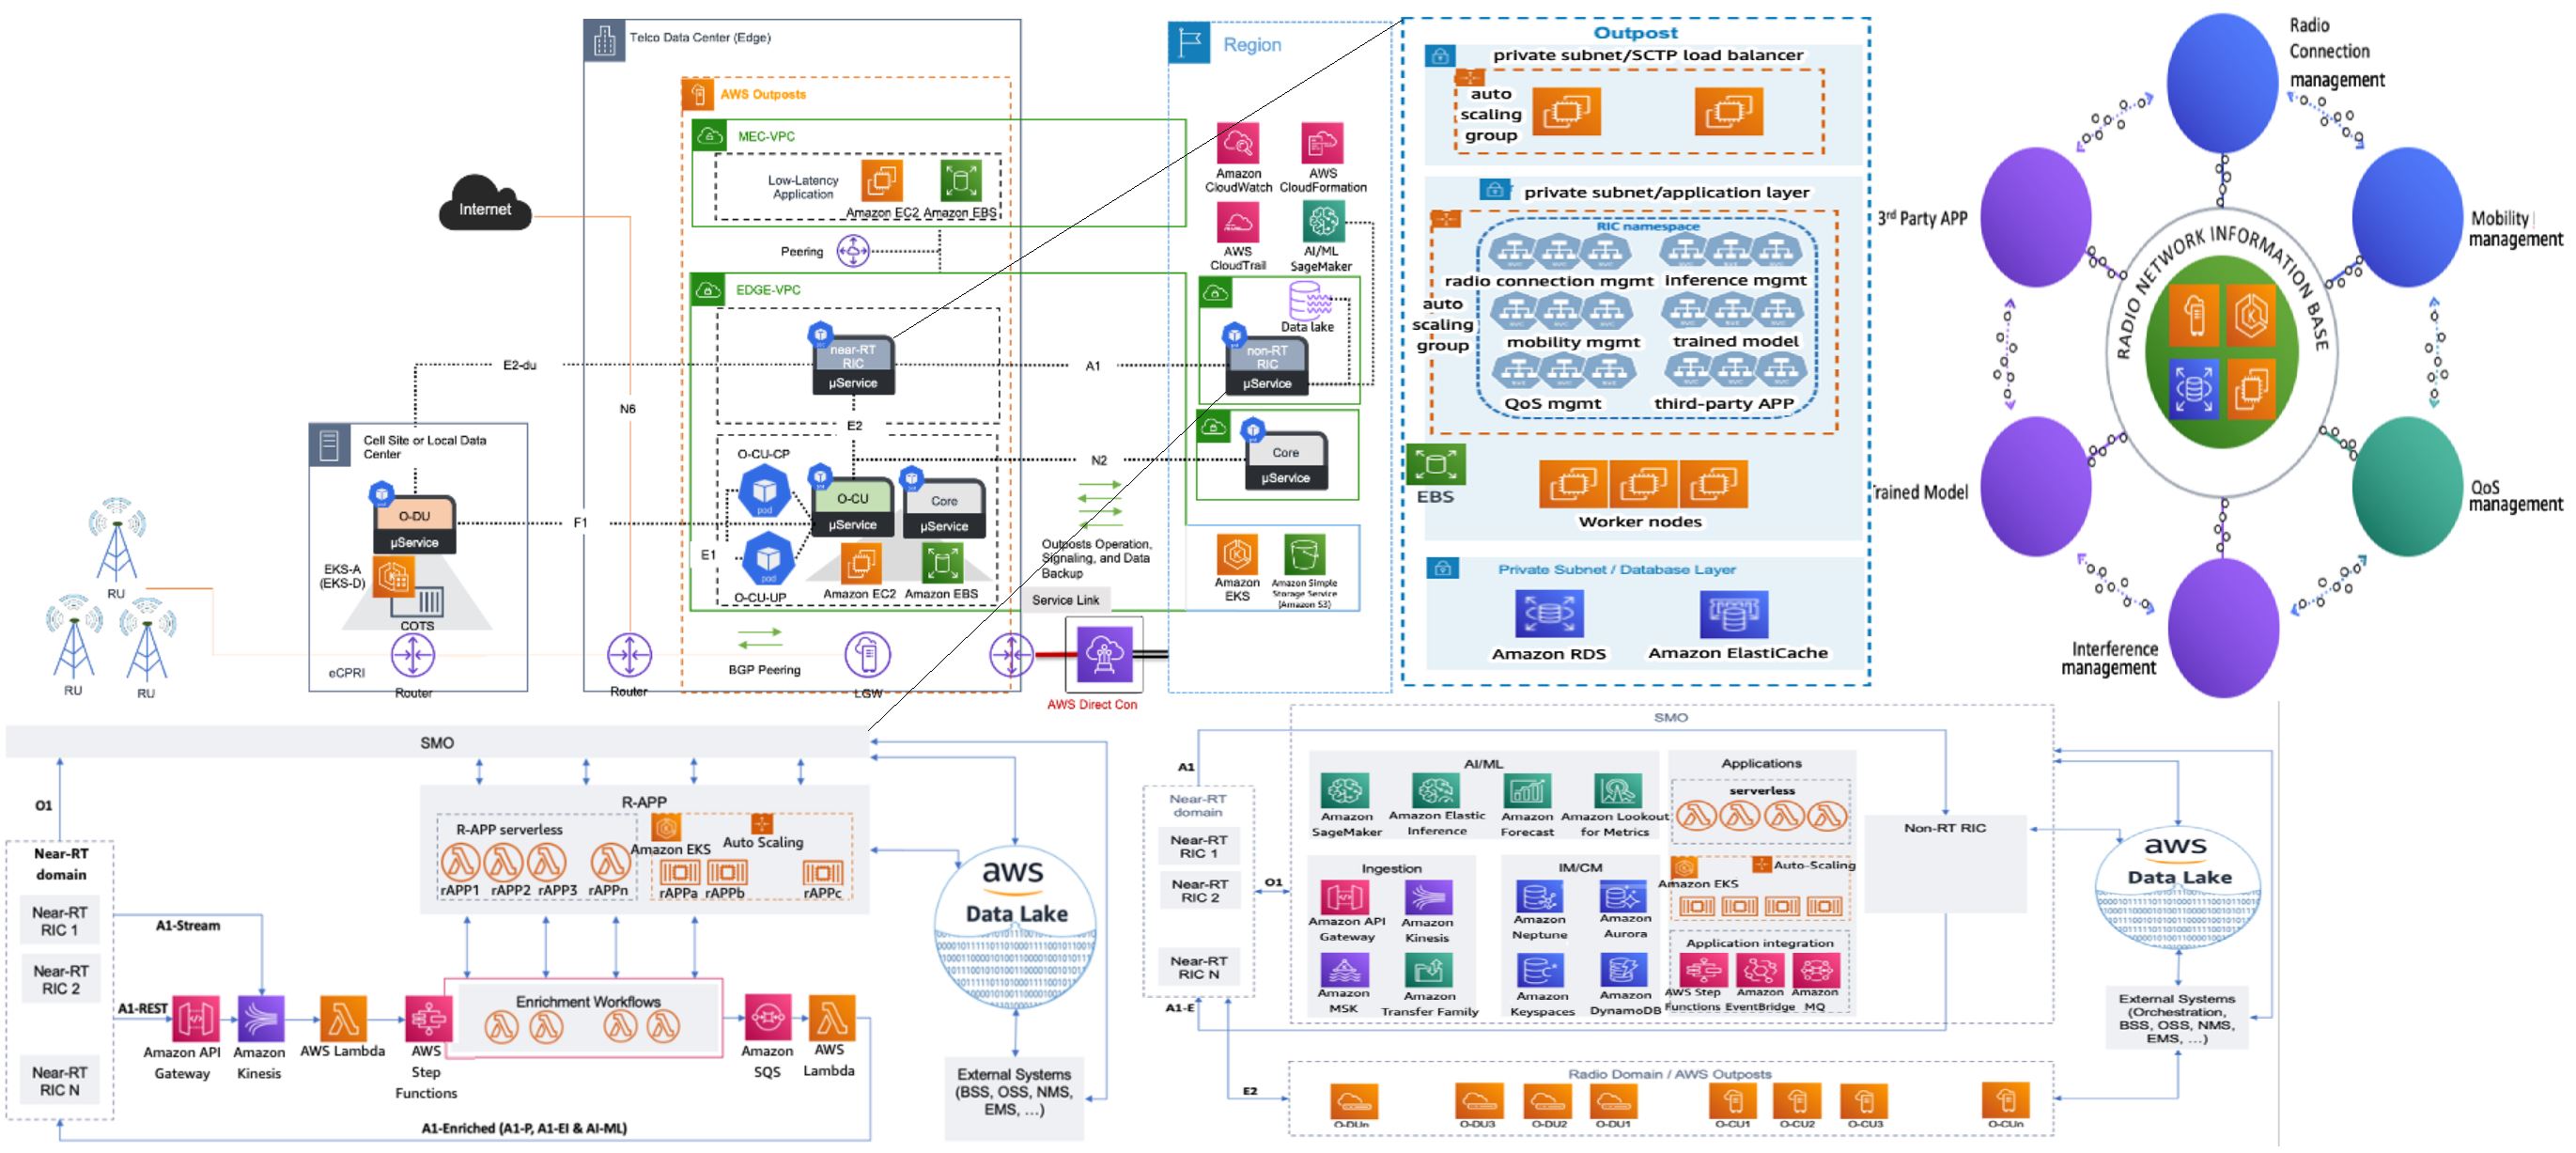 Telco Data Center (Edge)
AWS Outposts
MEC-VPC
Low-Latency
Application
Amazon EC2
Amazon EBS
Internet
Peering
EDGE-VPC
near-RT
RIC
µService
E2-du
A1
N6
E2
Cell Site or Local Data
Center
O-DU
µService
EKS-A
(EKS-D)
COTS
eCPRI
Router
RU
RU
RU
F1
E1
O-CU-CP
pod
pod
O-CU-UP
O-CU
µService
Core
µService
Amazon EC2
Amazon EBS
N2
Outposts Operation,
Signaling, and Data
Backup
Service Link
Router
BGP Peering
LGW
AWS Direct Con
Region
Amazon
CloudWatch
AWS
CloudFormation
AWS
CloudTrail
AI/ML
SageMaker
Data lake
non-RT
RIC
µService
Core
µService
Amazon
EKS
Amazon Simple
Storage Service
(Amazon S3)
Outpost
private subnet/SCTP load balancer
auto
scaling
group
private subnet/application layer
RIC namespace
radio connection mgmt
inference mgmt
auto
scaling
group
mobility mgmt
trained model
QoS mgmt
third-party APP
EBS
Worker nodes
Private Subnet / Database Layer
Amazon RDS
Amazon ElastiCache
Radio
Connection
management
3rd Party APP
Mobility
management
RADIO NETWORK INFORMATION BASE
rained Model
QoS
management
Interference
management
SMO
O1
Near-RT
domain
Near-RT
RIC 1
Near-RT
RIC 2
Near-RT
RIC N
A1-Stream
A1-REST
R-APP
R-APP serverless
rAPP1
rAPP2
rAPP3
rAPPn
Amazon EKS
Auto Scaling
rAPPa
rAPPb
rAPPc
Amazon API
Gateway
Amazon
Kinesis
AWS Lambda
AWS
Step
Functions
Enrichment Workflows
Amazon
SQS
AWS
Lambda
A1-Enriched (A1-P, A1-EI & AI-ML)
aws
Data Lake
External Systems
(BSS, OSS, NMS,
EMS, ...)
SMO
A1
Near-RT
domain
Near-RT
RIC 1
Near-RT
RIC 2
Near-RT
RIC N
O1
A1-E
E2
AI/ML
Amazon
SageMaker
Amazon Elastic
Inference
Amazon
Forecast
Amazon Lookout
for Metrics
Ingestion
Amazon API
Gateway
Amazon
Kinesis
Amazon
MSK
Amazon
Transfer Family
IM/CM
Amazon
Neptune
Amazon
Aurora
Amazon
Keyspaces
Amazon
DynamoDB
Applications
serverless
Amazon EKS
Auto-Scaling
Application integration
AWS Step
Functions
Amazon
EventBridge
Amazon
MQ
Non-RT RIC
aws
Data Lake
External Systems
(Orchestration,
BSS, OSS, NMS,
EMS, ...)
Radio Domain / AWS Outposts
O-DUn
O-DU3
O-DU2
O-DU1
O-CU1
O-CU2
O-CU3
O-CUn